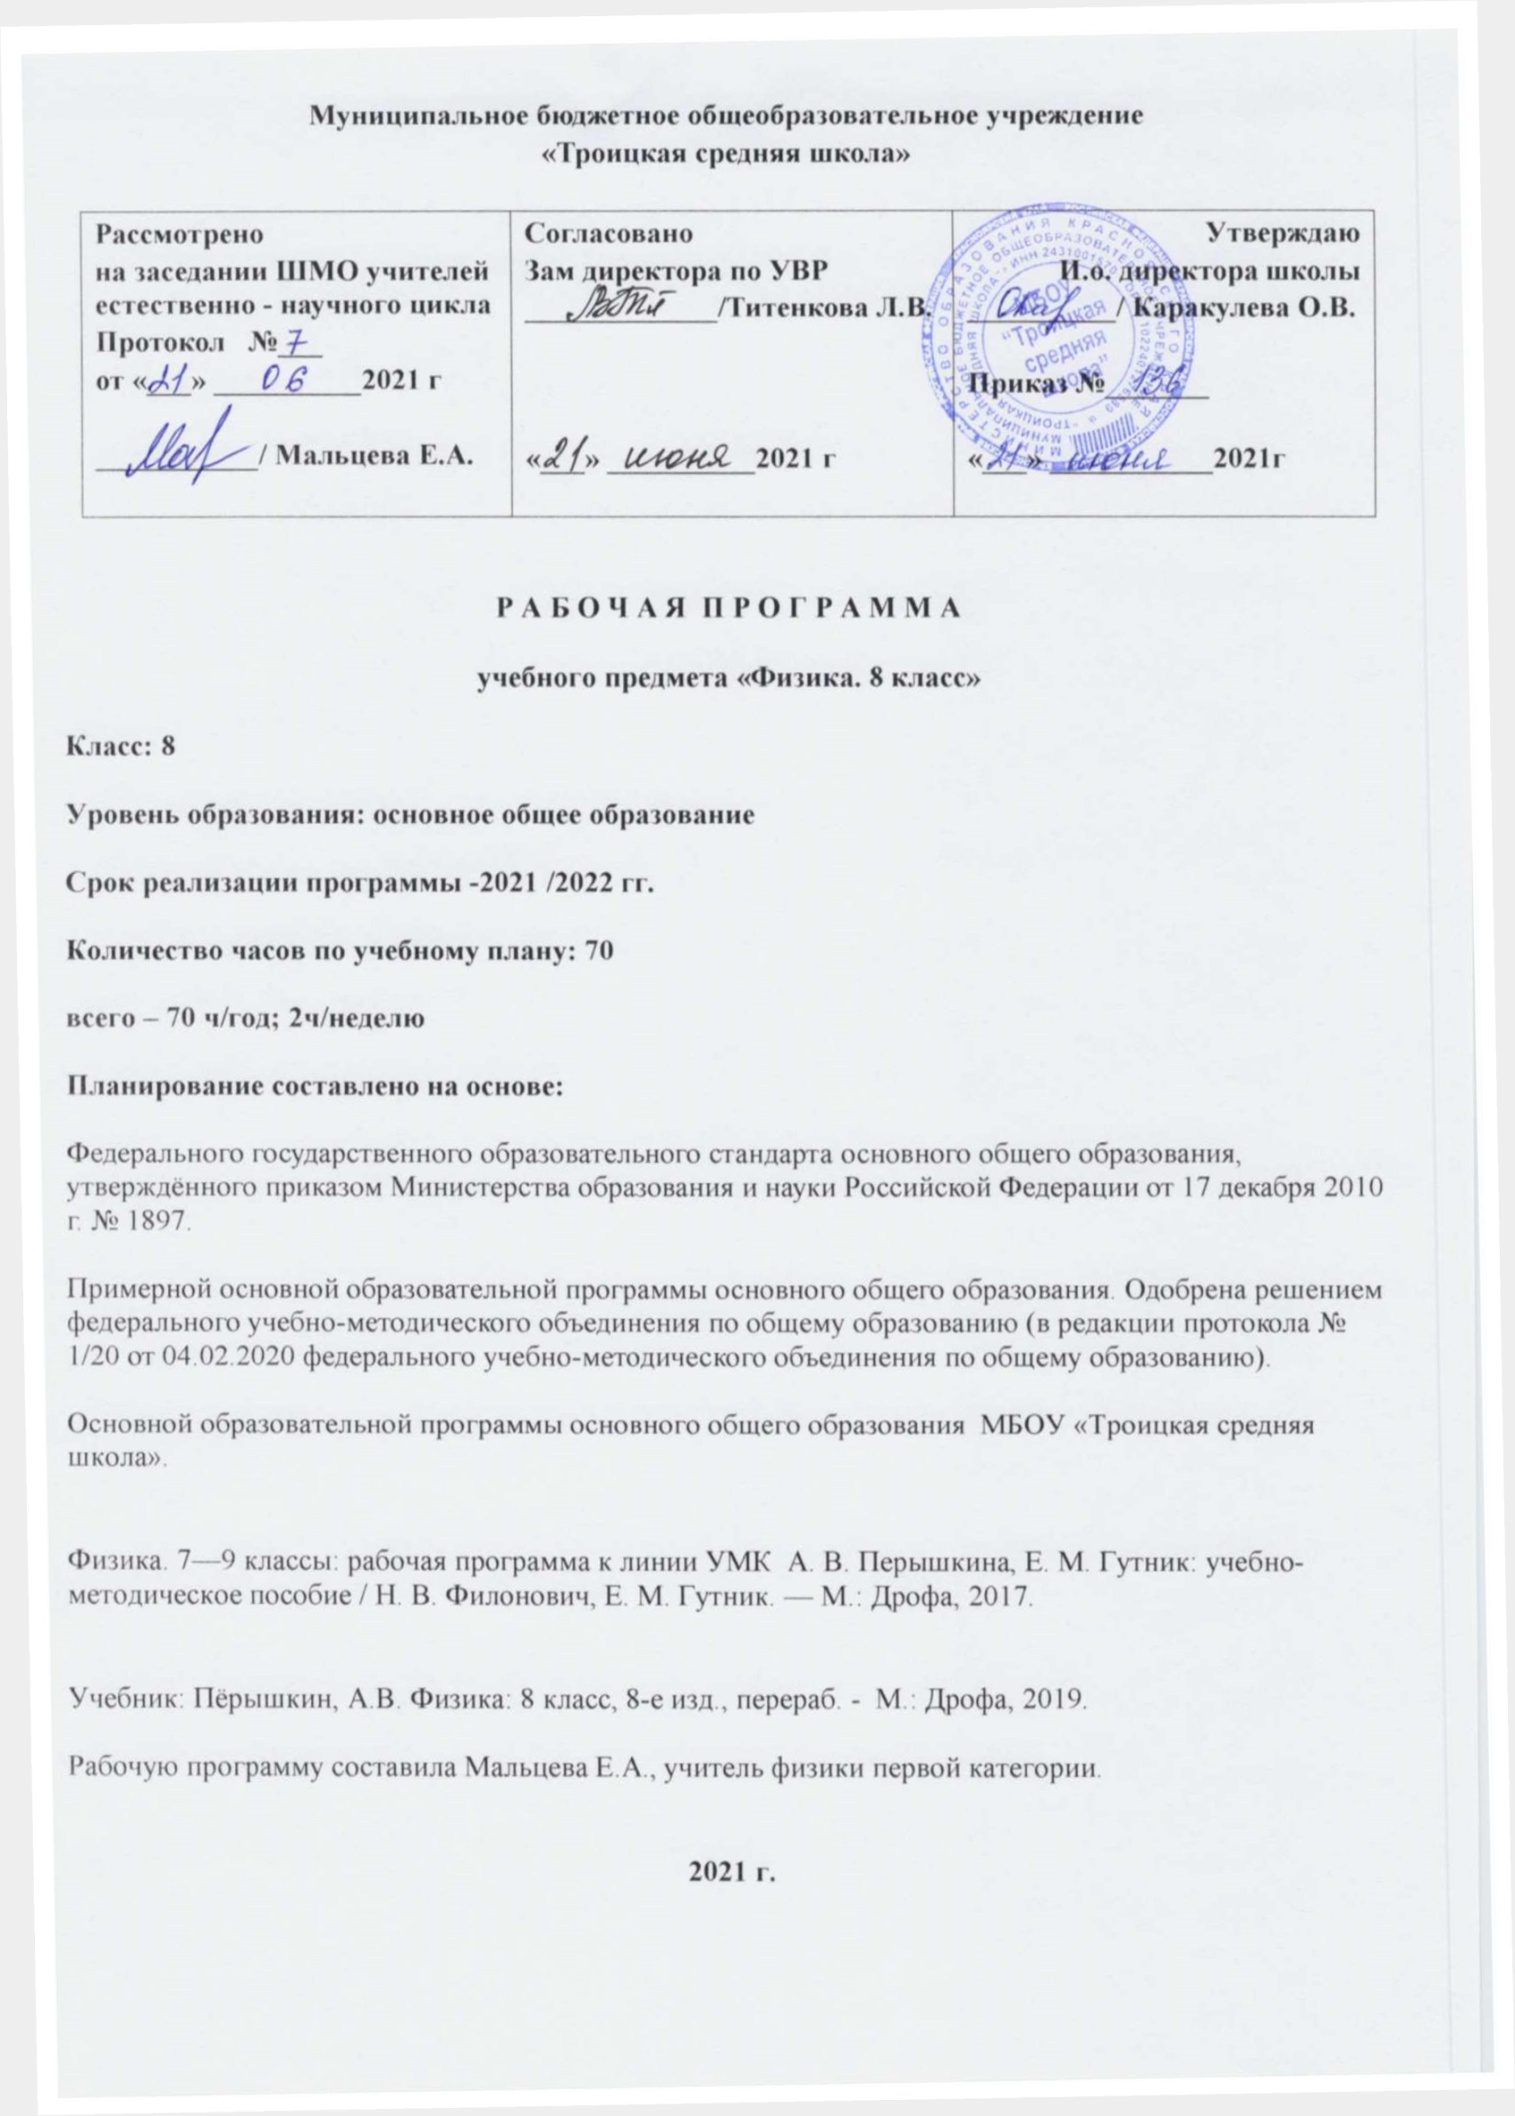 Муниципальное бюджетное общеобразовательное учреждение
«Троицкая средняя школа»
Рассмотрено
на заседании ШМО учителей
естественно - научного цикла
Протокол №7
от «21» 06 2021 г
/ Мальцева Е.А.
Согласовано
Зам директора по УВР
/Титенкова Л.В.
«21» июня 2021 г
Утверждаю
И.о. директора школы
/ Каракулева О.В.
Приказ № 136
«21» июня 2021г
МБОУ
"Троицкая
средняя
школа"
Р А Б О Ч А Я П Р О Г Р А М М А
учебного предмета «Физика. 8 класс»
Класс: 8
Уровень образования: основное общее образование
Срок реализации программы -2021 /2022 гг.
Количество часов по учебному плану: 70
всего – 70 ч/год; 2ч/неделю
Планирование составлено на основе:
Федерального государственного образовательного стандарта основного общего образования,
утверждённого приказом Министерства образования и науки Российской Федерации от 17 декабря 2010
г. № 1897.
Примерной основной образовательной программы основного общего образования. Одобрена решением
федерального учебно-методического объединения по общему образованию (в редакции протокола №
1/20 от 04.02.2020 федерального учебно-методического объединения по общему образованию).
Основной образовательной программы основного общего образования МБОУ «Троицкая средняя
школа».
Физика. 7—9 классы: рабочая программа к линии УМК А. В. Перышкина, Е. М. Гутник: учебно-
методическое пособие / Н. В. Филонович, Е. М. Гутник. — М.: Дрофа, 2017.
Учебник: Пёрышкин, А.В. Физика: 8 класс, 8-е изд., перераб. - М.: Дрофа, 2019.
Рабочую программу составила Мальцева Е.А., учитель физики первой категории.
2021 г.